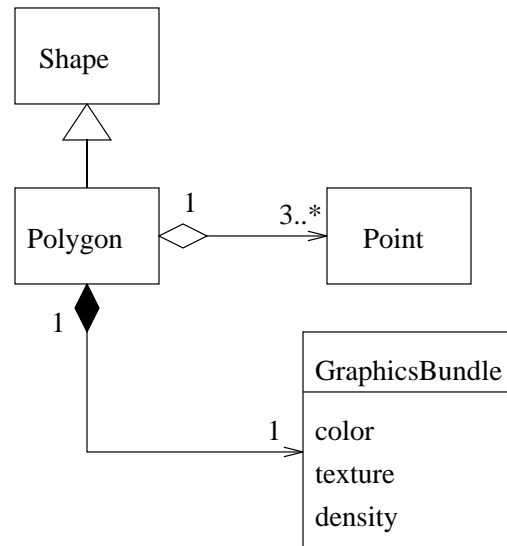 Shape
1
3..*
Polygon
Point
1
GraphicsBundle
1
color
texture
density